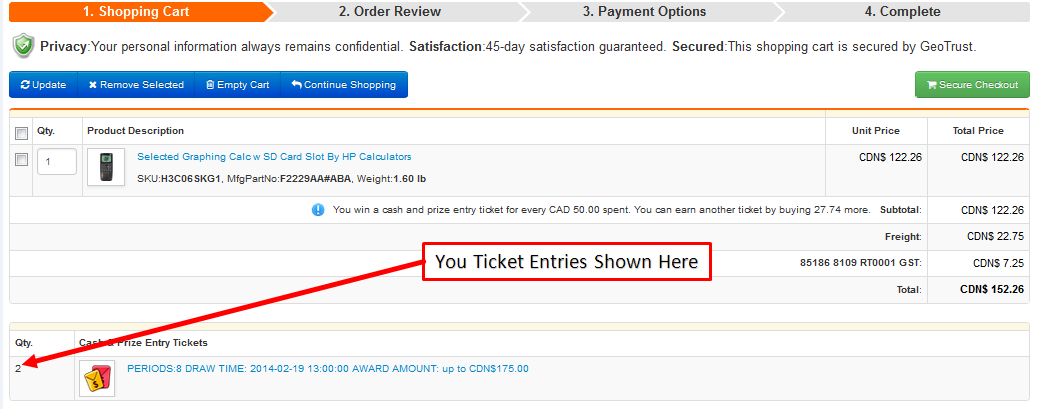 1. Shopping Cart 2. Order Review 3. Payment Options 4. Complete
Privacy:Your personal information always remains confidential. Satisfaction:45-day satisfaction guaranteed. Secured:This shopping cart is secured by GeoTrust.
Update Remove Selected Empty Cart Continue Shopping Secure Checkout
Qty. Product Description Unit Price Total Price
1 Selected Graphing Calc w SD Card Slot By HP Calculators CDN$ 122.26 CDN$ 122.26
SKU:H3C06SKG1, MfgPartNo:F2229AA#ABA, Weight:1.60 lb
You win a cash and prize entry ticket for every CAD 50.00 spent. You can earn another ticket by buying 27.74 more. Subtotal: CDN$ 122.26
Freight: CDN$ 22.75
You Ticket Entries Shown Here
85186 8109 RT0001 GST: CDN$ 7.25
Total: CDN$ 152.26
Qty. Cash & Prize Entry Tickets
2 PERIODS:8 DRAW TIME: 2014-02-19 13:00:00 AWARD AMOUNT: up to CDN$175.00